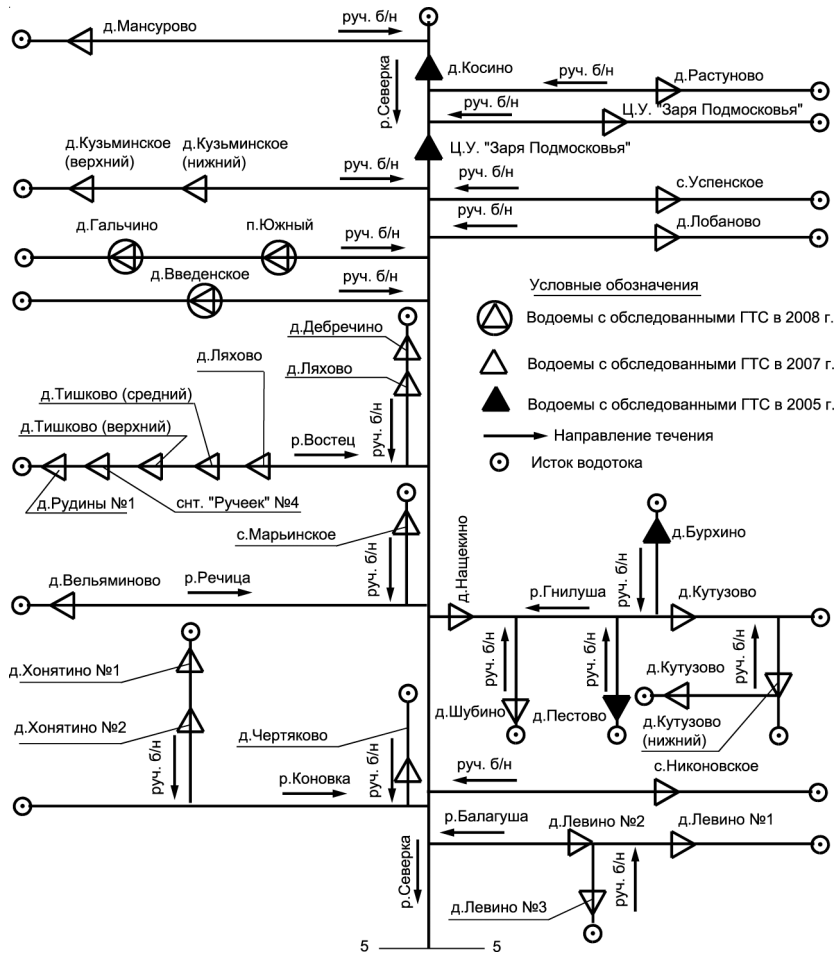 д.Мансурово
руч. б/н
р.Северка
д.Косино
руч. б/н
д.Растуново
руч. б/н
Ц.У. "Заря Подмосковья"
д.Кузьминское
(верхний)
д.Кузьминское
(нижний)
руч. б/н
Ц.У. "Заря Подмосковья"
руч. б/н
с.Успенское
д.Гальчино
п.Южный
руч. б/н
руч. б/н
д.Лобаново
д.Введенское
руч. б/н
Условные обозначения
Водоемы с обследованными ГТС в 2008 г.
Водоемы с обследованными ГТС в 2007 г.
Водоемы с обследованными ГТС в 2005 г.
Направление течения
Исток водотока
д.Дебречино
д.Ляхово
д.Ляхово
руч. б/н
д.Тишково (средний)
д.Тишково (верхний)
р.Востец
д.Рудины №1
снт. "Ручеек" №4
с.Марьинское
руч. б/н
д.Вельяминово
р.Речица
д.Нащекино
р.Гнилуша
руч. б/н
д.Бурхино
д.Кутузово
руч. б/н
д.Шубино
руч. б/н
д.Пестово
руч. б/н
д.Кутузово
д.Кутузово
(нижний)
д.Хонятино №1
д.Хонятино №2
руч. б/н
д.Чертяково
руч. б/н
р.Коновка
руч. б/н
с.Никоновское
р.Северка
р.Балагуша
д.Левино №2
д.Левино №1
руч. б/н
д.Левино №3
5
5